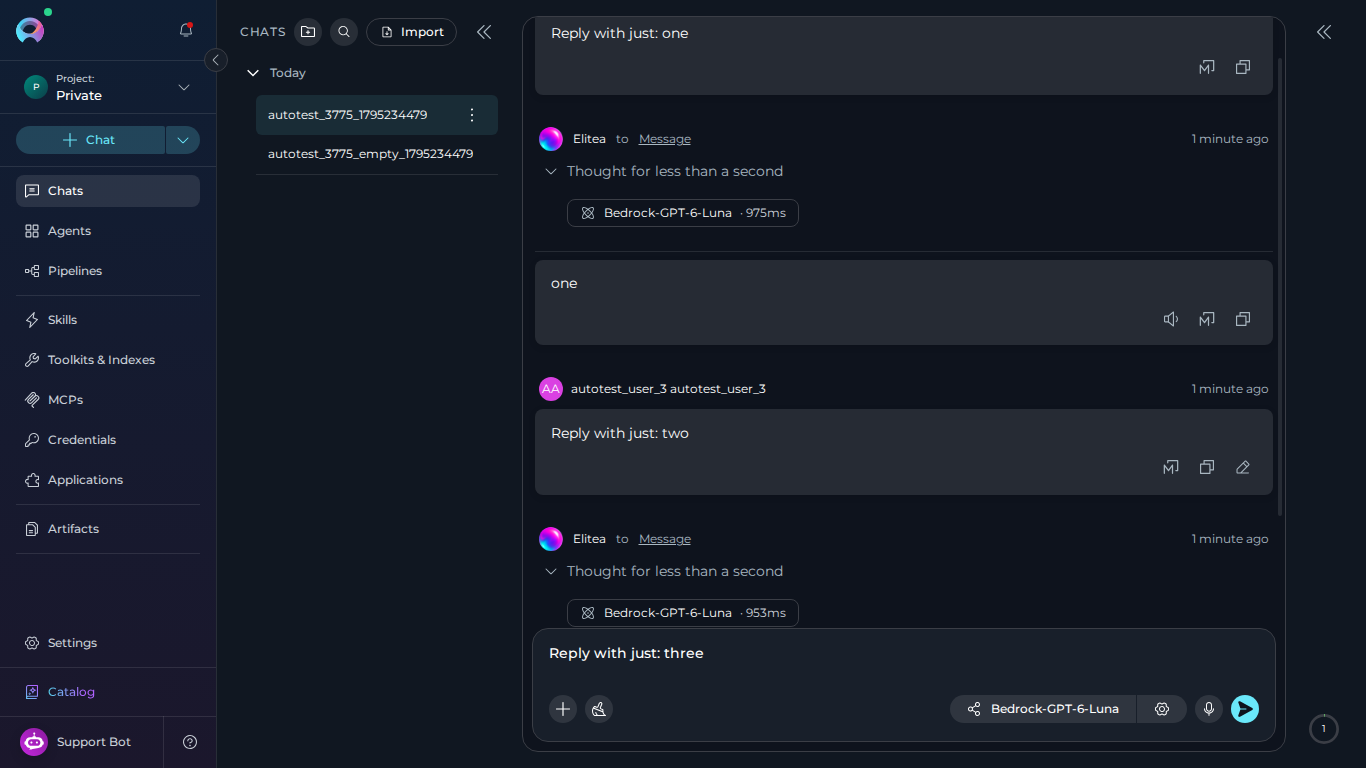 Project:
P
Private
Chat
Chats
Agents
Pipelines
Skills
Toolkits & Indexes
MCPs
Credentials
Applications
Artifacts
Settings
Catalog
Support Bot
CHATS
Import
Today
autotest_3775_1795234479
autotest_3775_empty_1795234479
Reply with just: one
Elitea to Message 1 minute ago
Thought for less than a second
Bedrock-GPT-6-Luna · 975ms
one
AA autotest_user_3 autotest_user_3 1 minute ago
Reply with just: two
Elitea to Message 1 minute ago
Thought for less than a second
Bedrock-GPT-6-Luna · 953ms
Reply with just: three
Bedrock-GPT-6-Luna
1